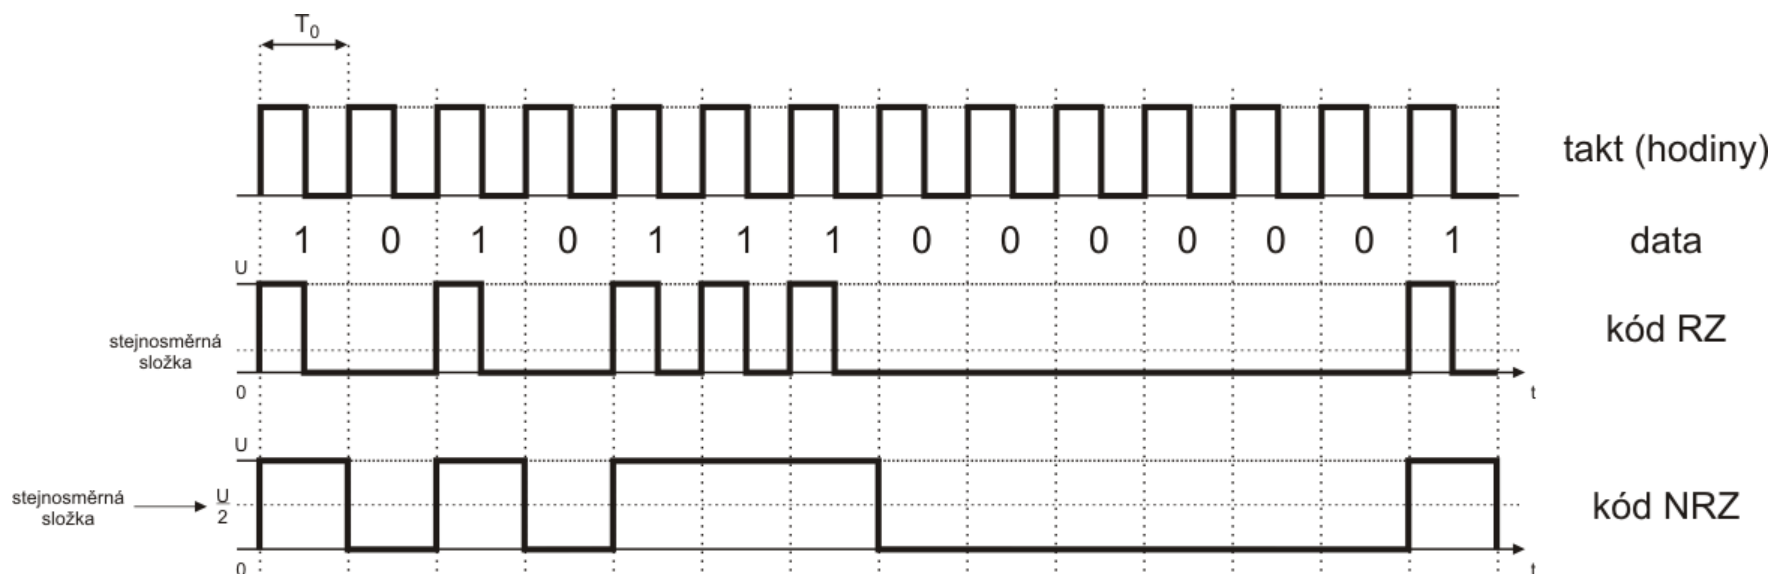 T0
takt (hodiny)
1 0 1 0 1 1 1 0 0 0 0 0 0 1
data
U
kód RZ
stejnosměrná
složka
0
t
U
stejnosměrná
složka
U
2
kód NRZ
0
t